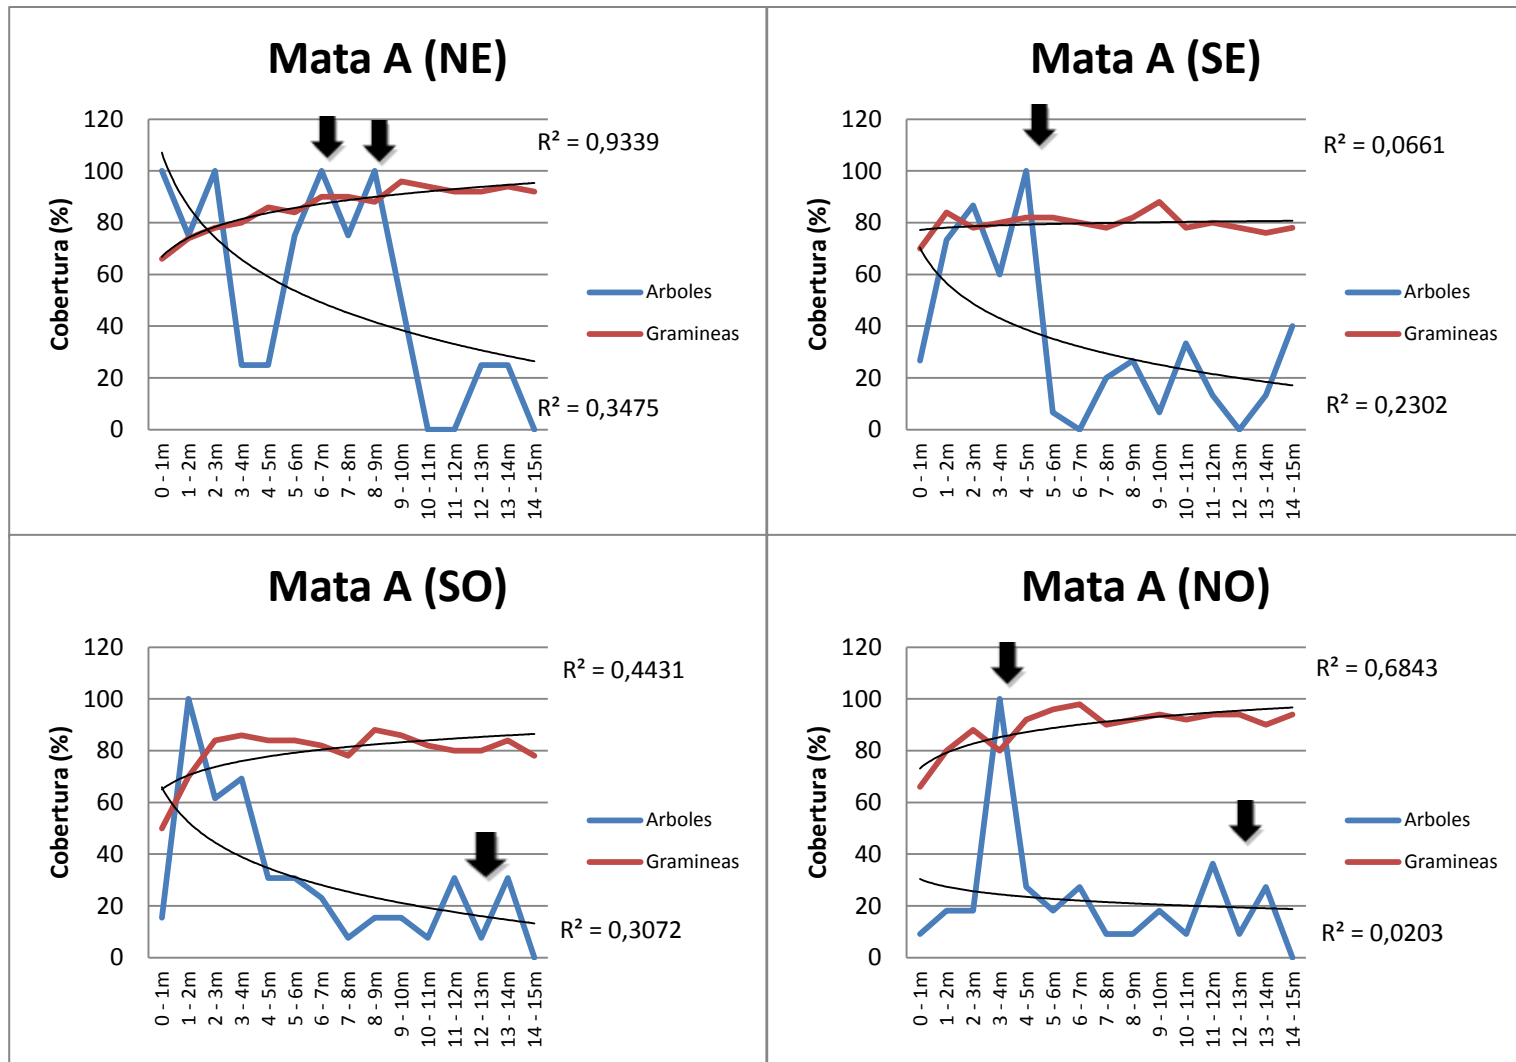 Mata A (NE)
120
100
80
60
40
20
0
Cobertura (%)
R² = 0,9339
R² = 0,3475
Arboles
Gramineas
0 - 1m
1 - 2m
2 - 3m
3 - 4m
4 - 5m
5 - 6m
6 - 7m
7 - 8m
8 - 9m
9 - 10m
10 - 11m
11 - 12m
12 - 13m
13 - 14m
14 - 15m
Mata A (SE)
120
100
80
60
40
20
0
Cobertura (%)
R² = 0,0661
R² = 0,2302
Arboles
Gramineas
0 - 1m
1 - 2m
2 - 3m
3 - 4m
4 - 5m
5 - 6m
6 - 7m
7 - 8m
8 - 9m
9 - 10m
10 - 11m
11 - 12m
12 - 13m
13 - 14m
14 - 15m
Mata A (SO)
120
100
80
60
40
20
0
Cobertura (%)
R² = 0,4431
R² = 0,3072
Arboles
Gramineas
0 - 1m
1 - 2m
2 - 3m
3 - 4m
4 - 5m
5 - 6m
6 - 7m
7 - 8m
8 - 9m
9 - 10m
10 - 11m
11 - 12m
12 - 13m
13 - 14m
14 - 15m
Mata A (NO)
120
100
80
60
40
20
0
Cobertura (%)
R² = 0,6843
R² = 0,0203
Arboles
Gramineas
0 - 1m
1 - 2m
2 - 3m
3 - 4m
4 - 5m
5 - 6m
6 - 7m
7 - 8m
8 - 9m
9 - 10m
10 - 11m
11 - 12m
12 - 13m
13 - 14m
14 - 15m